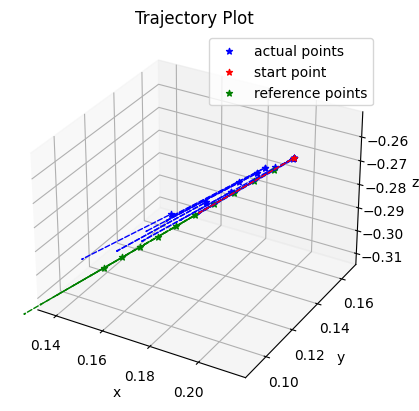 Trajectory Plot
actual points
start point
reference points
−0.26
−0.27
−0.28
z
−0.29
−0.30
−0.31
0.16
0.14
y
0.12
0.10
0.14
0.16
0.18
0.20
x